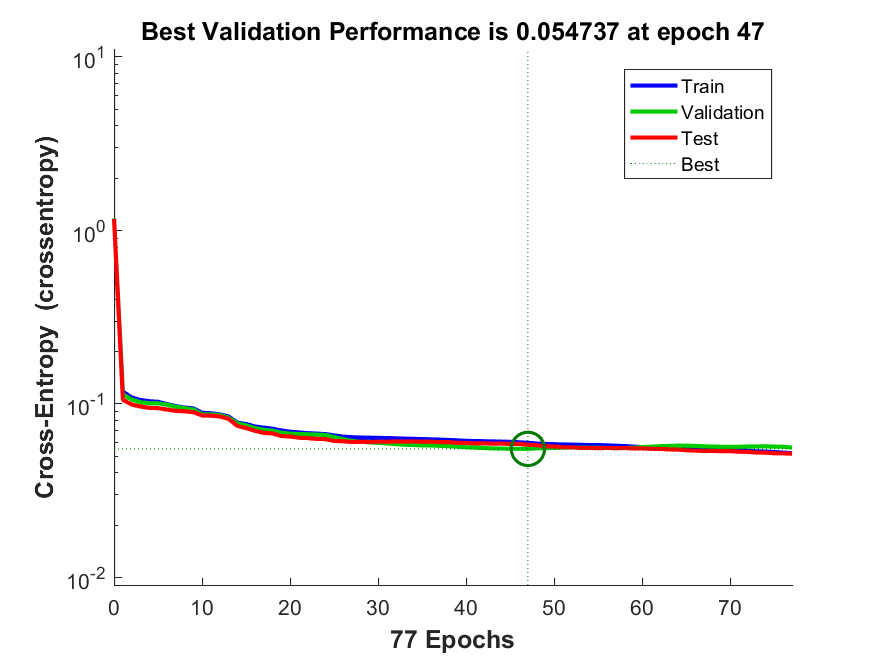 Best Validation Performance is 0.054737 at epoch 47
Cross-Entropy (crossentropy)
10^1
10^0
10^-1
10^-2
Train
Validation
Test
Best
0 10 20 30 40 50 60 70
77 Epochs